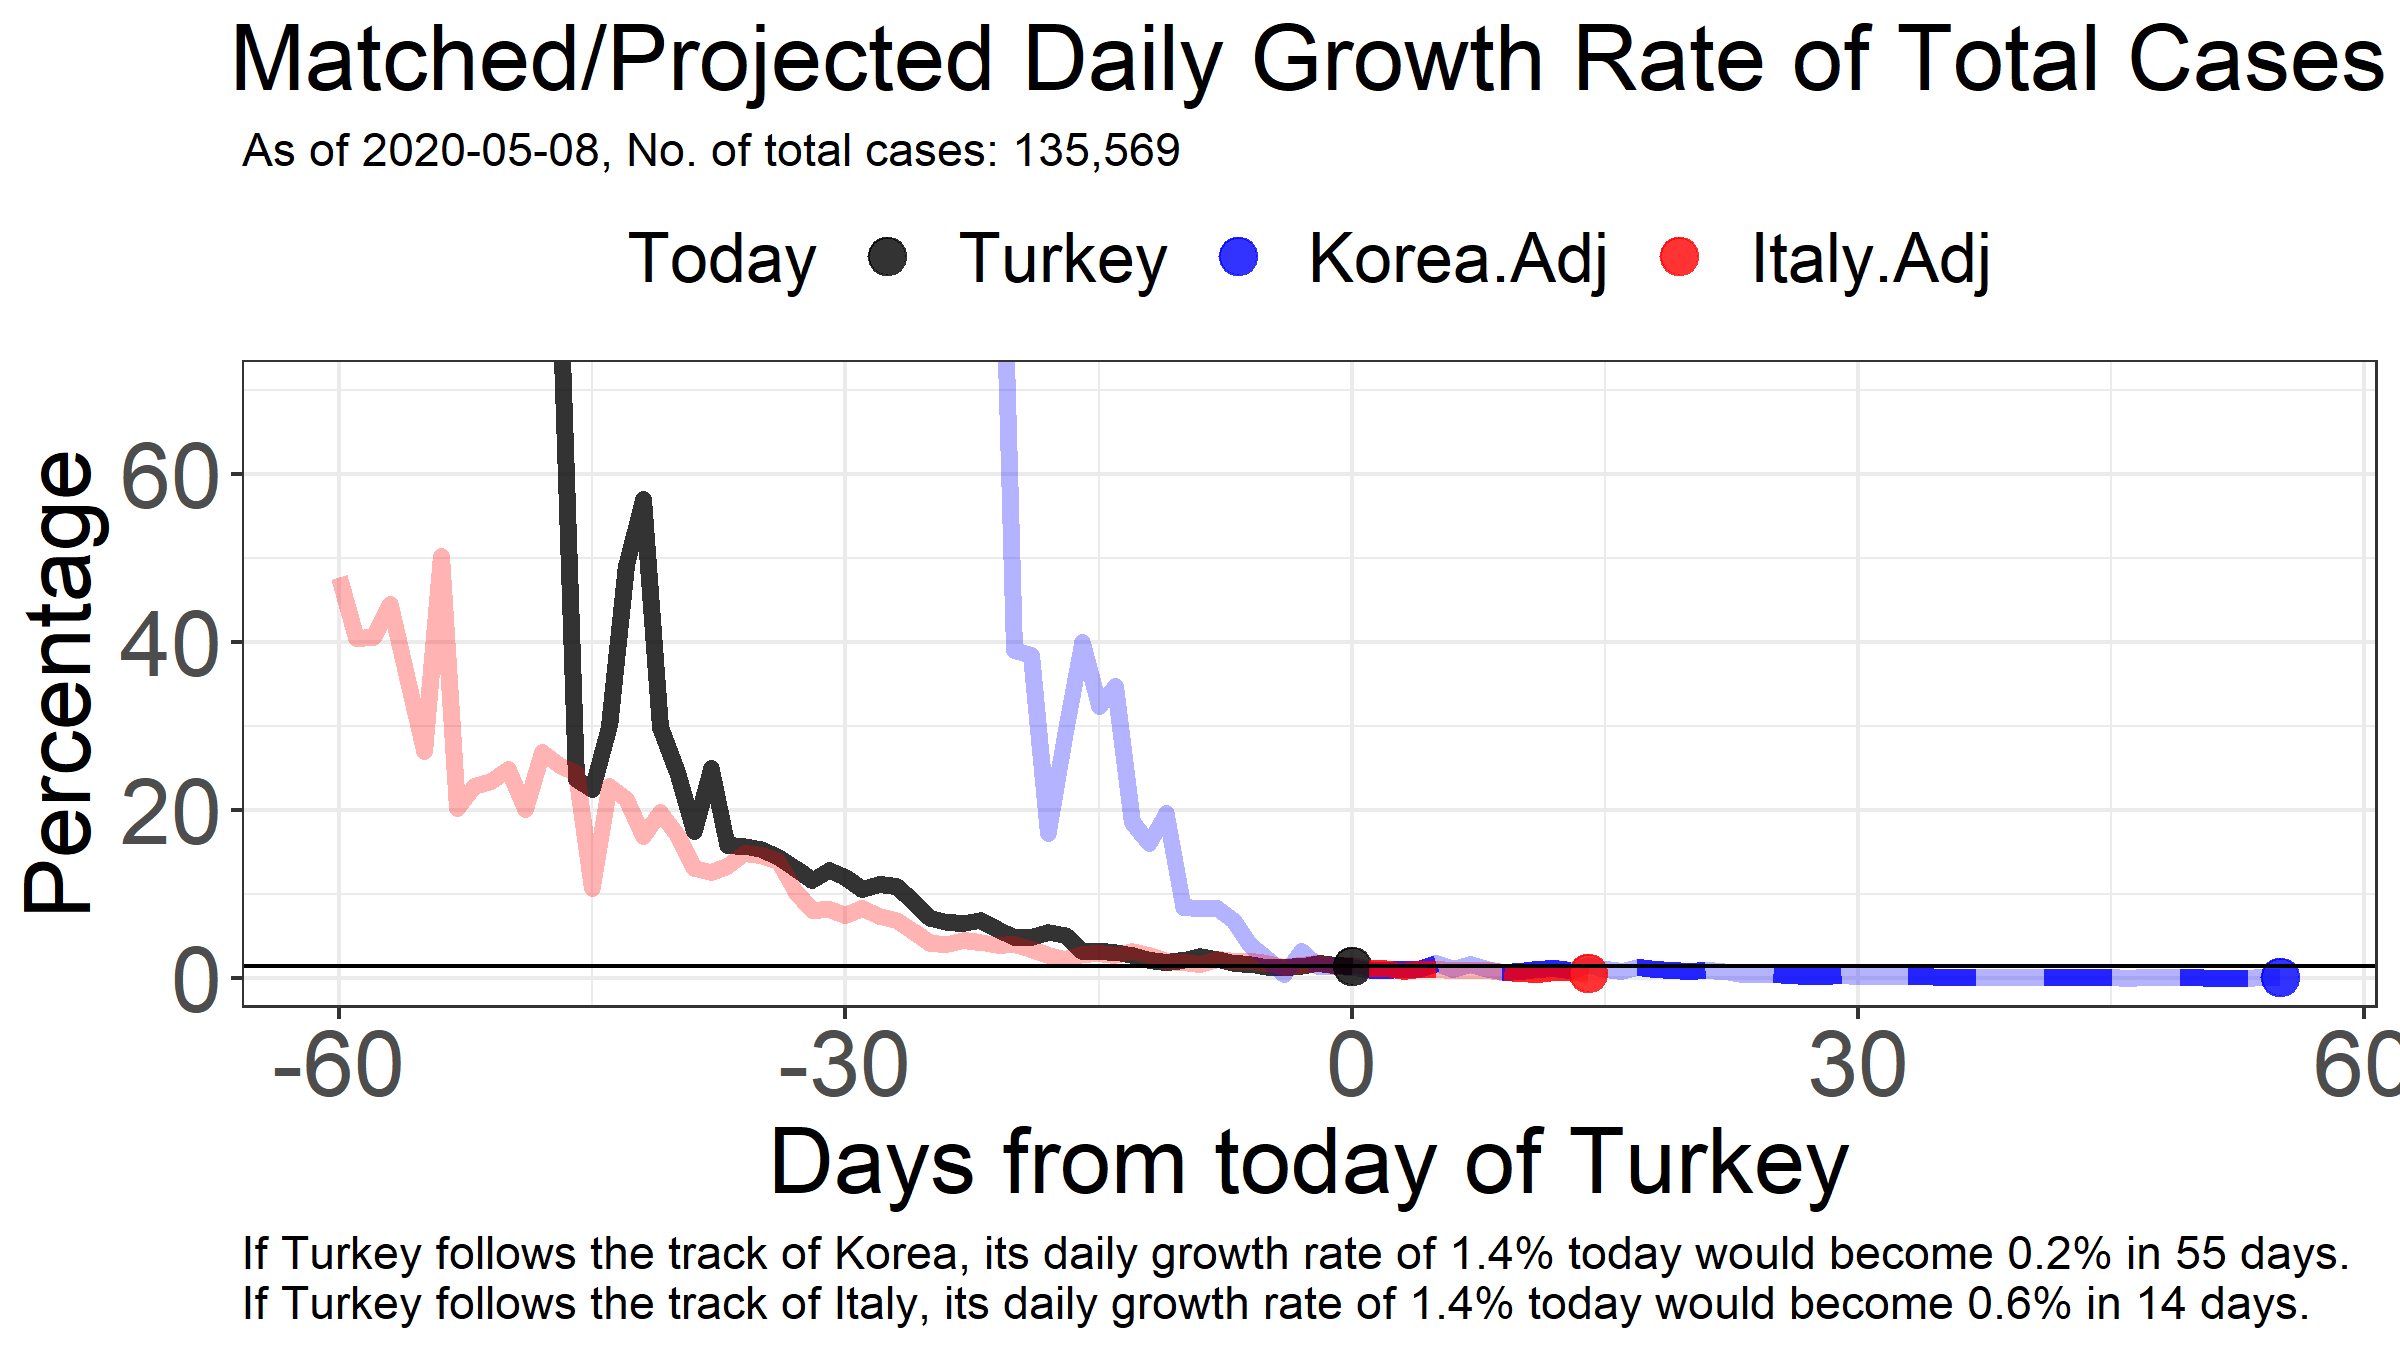 Matched/Projected Daily Growth Rate of Total Cases
As of 2020-05-08, No. of total cases: 135,569
Today Turkey Korea.Adj Italy.Adj
Percentage
60
40
20
0
-60 -30 0 30 60
Days from today of Turkey
If Turkey follows the track of Korea, its daily growth rate of 1.4% today would become 0.2% in 55 days.
If Turkey follows the track of Italy, its daily growth rate of 1.4% today would become 0.6% in 14 days.